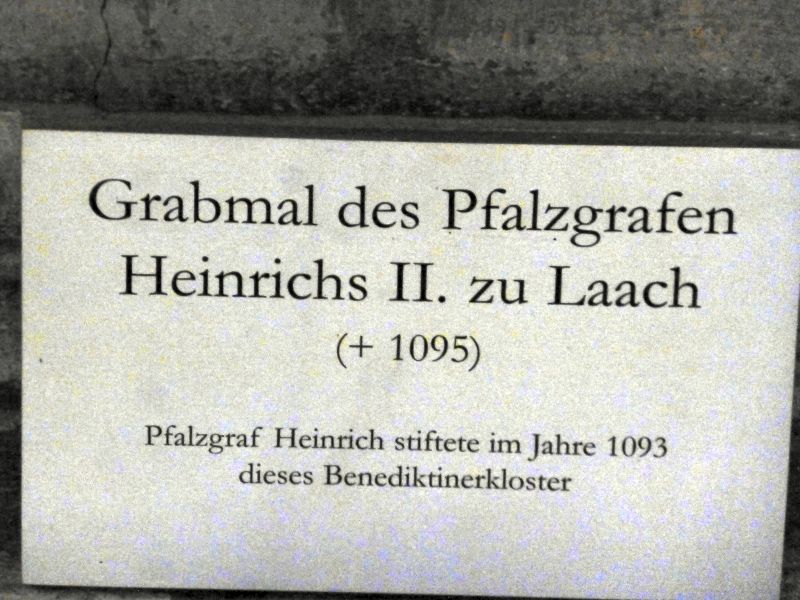 Grabmal des Pfalzgrafen
Heinrichs II. zu Laach
(+ 1095)
Pfalzgraf Heinrich stiftete im Jahre 1093
dieses Benediktinerkloster